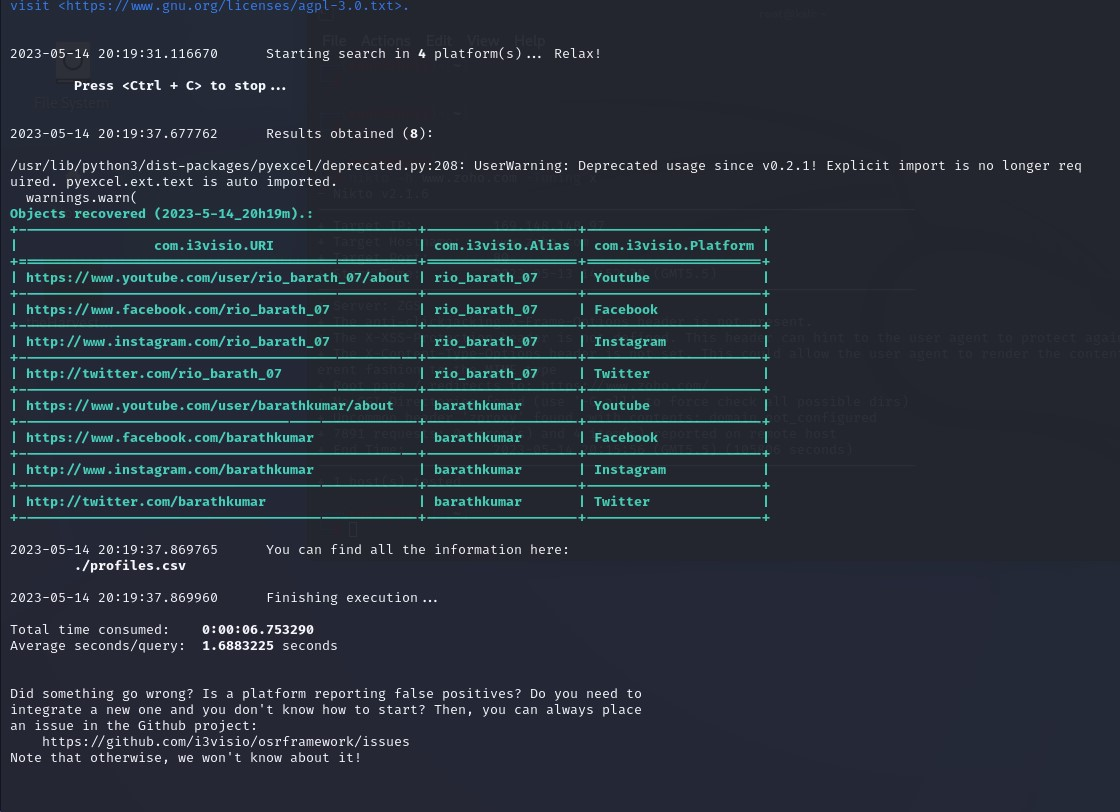 visit <https://www.gnu.org/licenses/agpl-3.0.txt>.
2023-05-14 20:19:31.116670      Starting search in 4 platform(s)... Relax!
Press <Ctrl + C> to stop...
2023-05-14 20:19:37.677762      Results obtained (8):
/usr/lib/python3/dist-packages/pyexcel/deprecated.py:208: UserWarning: Deprecated usage since v0.2.1! Explicit import is no longer req
uired. pyexcel.ext.text is auto imported.
  warnings.warn(
Objects recovered (2023-5-14_20h19m).:
| com.i3visio.URI | com.i3visio.Alias | com.i3visio.Platform |
| https://www.youtube.com/user/rio_barath_07/about | rio_barath_07 | Youtube |
| https://www.facebook.com/rio_barath_07 | rio_barath_07 | Facebook |
| http://www.instagram.com/rio_barath_07 | rio_barath_07 | Instagram |
| http://twitter.com/rio_barath_07 | rio_barath_07 | Twitter |
| https://www.youtube.com/user/barathkumar/about | barathkumar | Youtube |
| https://www.facebook.com/barathkumar | barathkumar | Facebook |
| http://www.instagram.com/barathkumar | barathkumar | Instagram |
| http://twitter.com/barathkumar | barathkumar | Twitter |
2023-05-14 20:19:37.869765      You can find all the information here:
./profiles.csv
2023-05-14 20:19:37.869960      Finishing execution...
Total time consumed:    0:00:06.753290
Average seconds/query:  1.6883225 seconds
Did something go wrong? Is a platform reporting false positives? Do you need to
integrate a new one and you don't know how to start? Then, you can always place
an issue in the Github project:
    https://github.com/i3visio/osrframework/issues
Note that otherwise, we won't know about it!